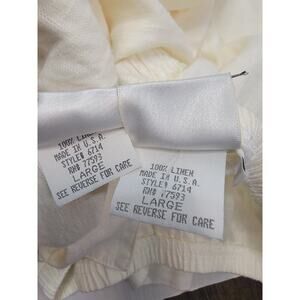 100% LINEN
MADE IN U.S.A.
STYLE# 6714
RN# 77593
LARGE
SEE REVERSE FOR CARE
100% LINEN
MADE IN U.S.A.
STYLE# 6714
RN# 77593
LARGE
SEE REVERSE FOR CARE